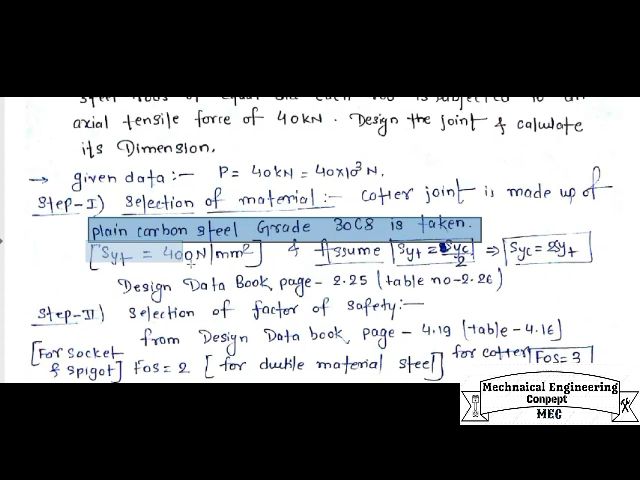 axial tensile force of 40kN. Design the joint & calculate
its Dimension.
→ given data:- P = 40kN = 40×10³ N.
Step-I) Selection of material:- Cotter joint is made up of
plain carbon steel Grade 30C8 is taken.
[Syt = 400N/mm²] & Assume Syt = Syc/2 ⇒ Syc = 2Syt
Design Data Book, page - 2.25 (table no-2.26)
Step-II) Selection of factor of safety:-
from Design Data book, page - 4.19 (table - 4.16)
[For socket & spigot] FOS = 2 [for ductile material steel] for cotter FOS = 3
Mechnaical Engineering
Conpept
MEC